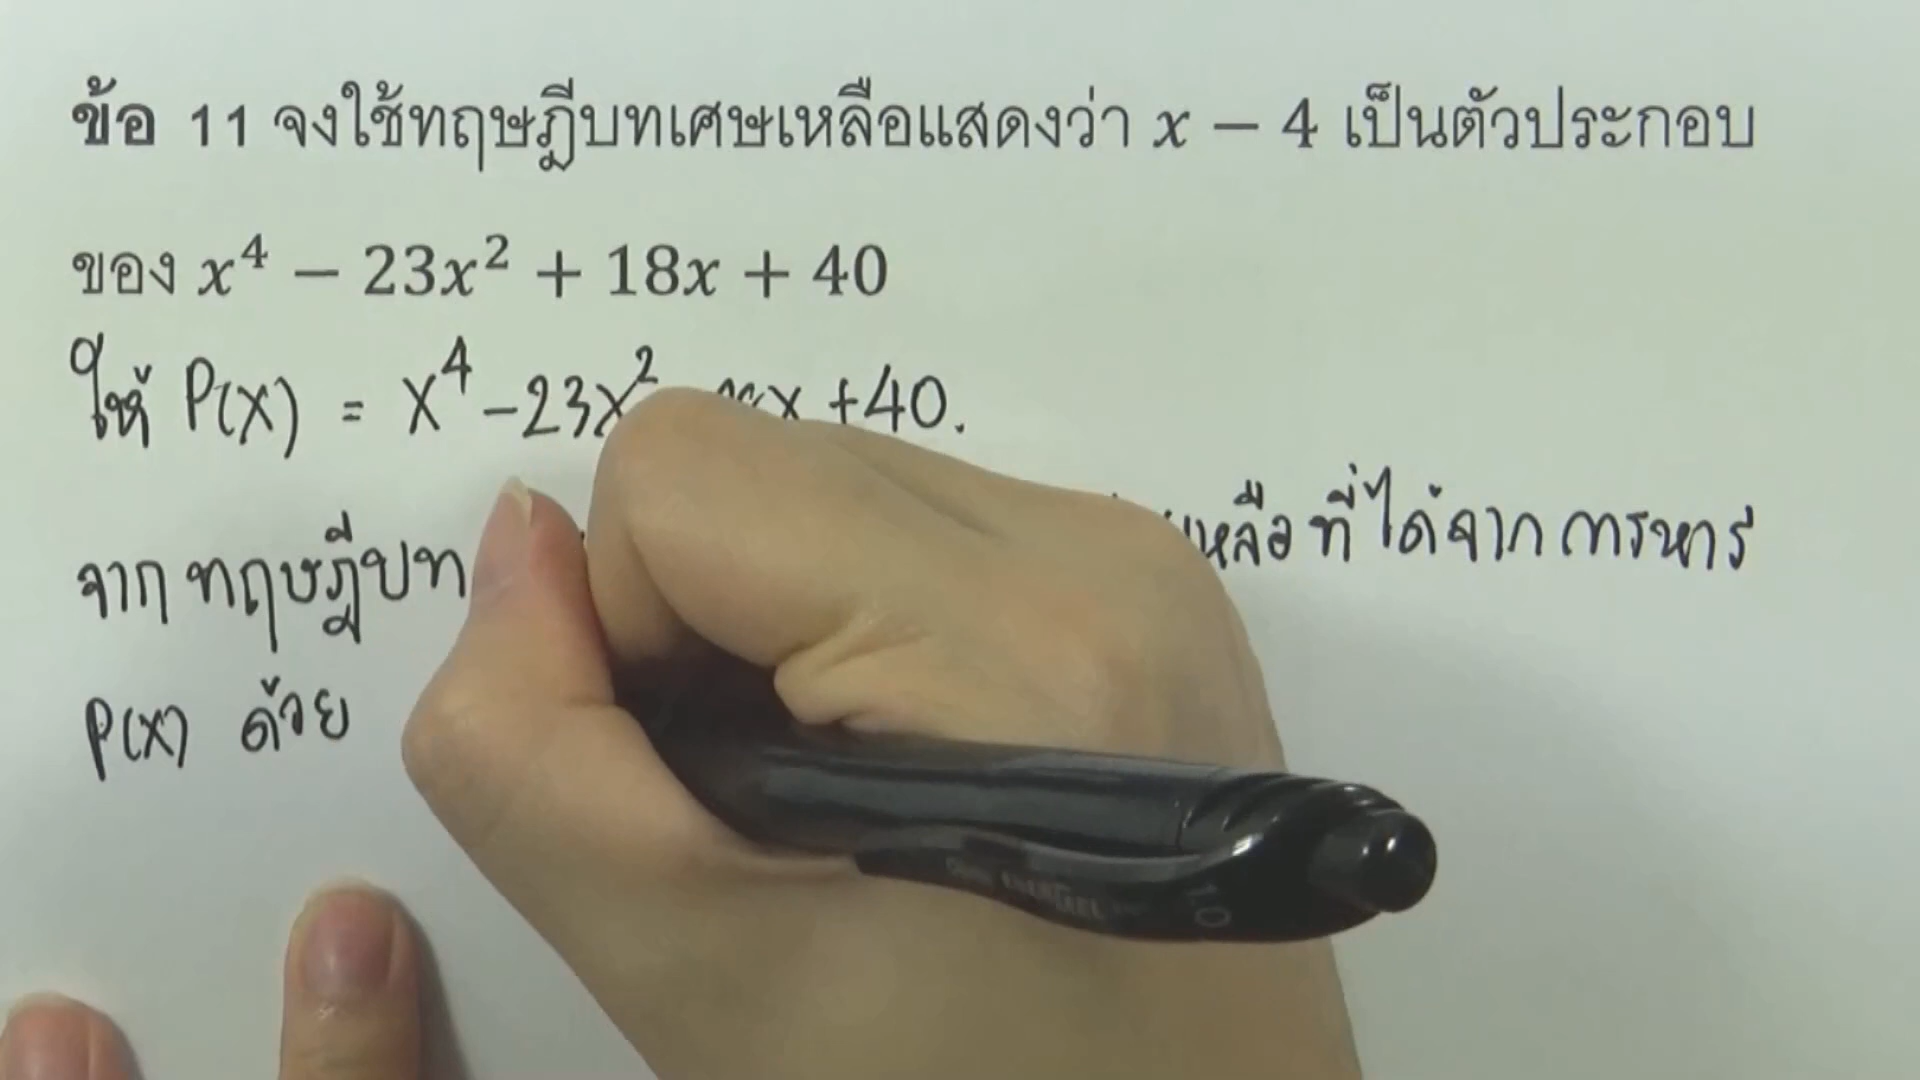 ข้อ 11 จงใช้ทฤษฎีบทเศษเหลือแสดงว่า x − 4 เป็นตัวประกอบ
ของ x⁴ − 23x² + 18x + 40
ให้ P(x) = x⁴ -23x² x +40.
จากทฤษฎีบท เหลือที่ได้จากการหาร
P(x) ด้วย
1.0